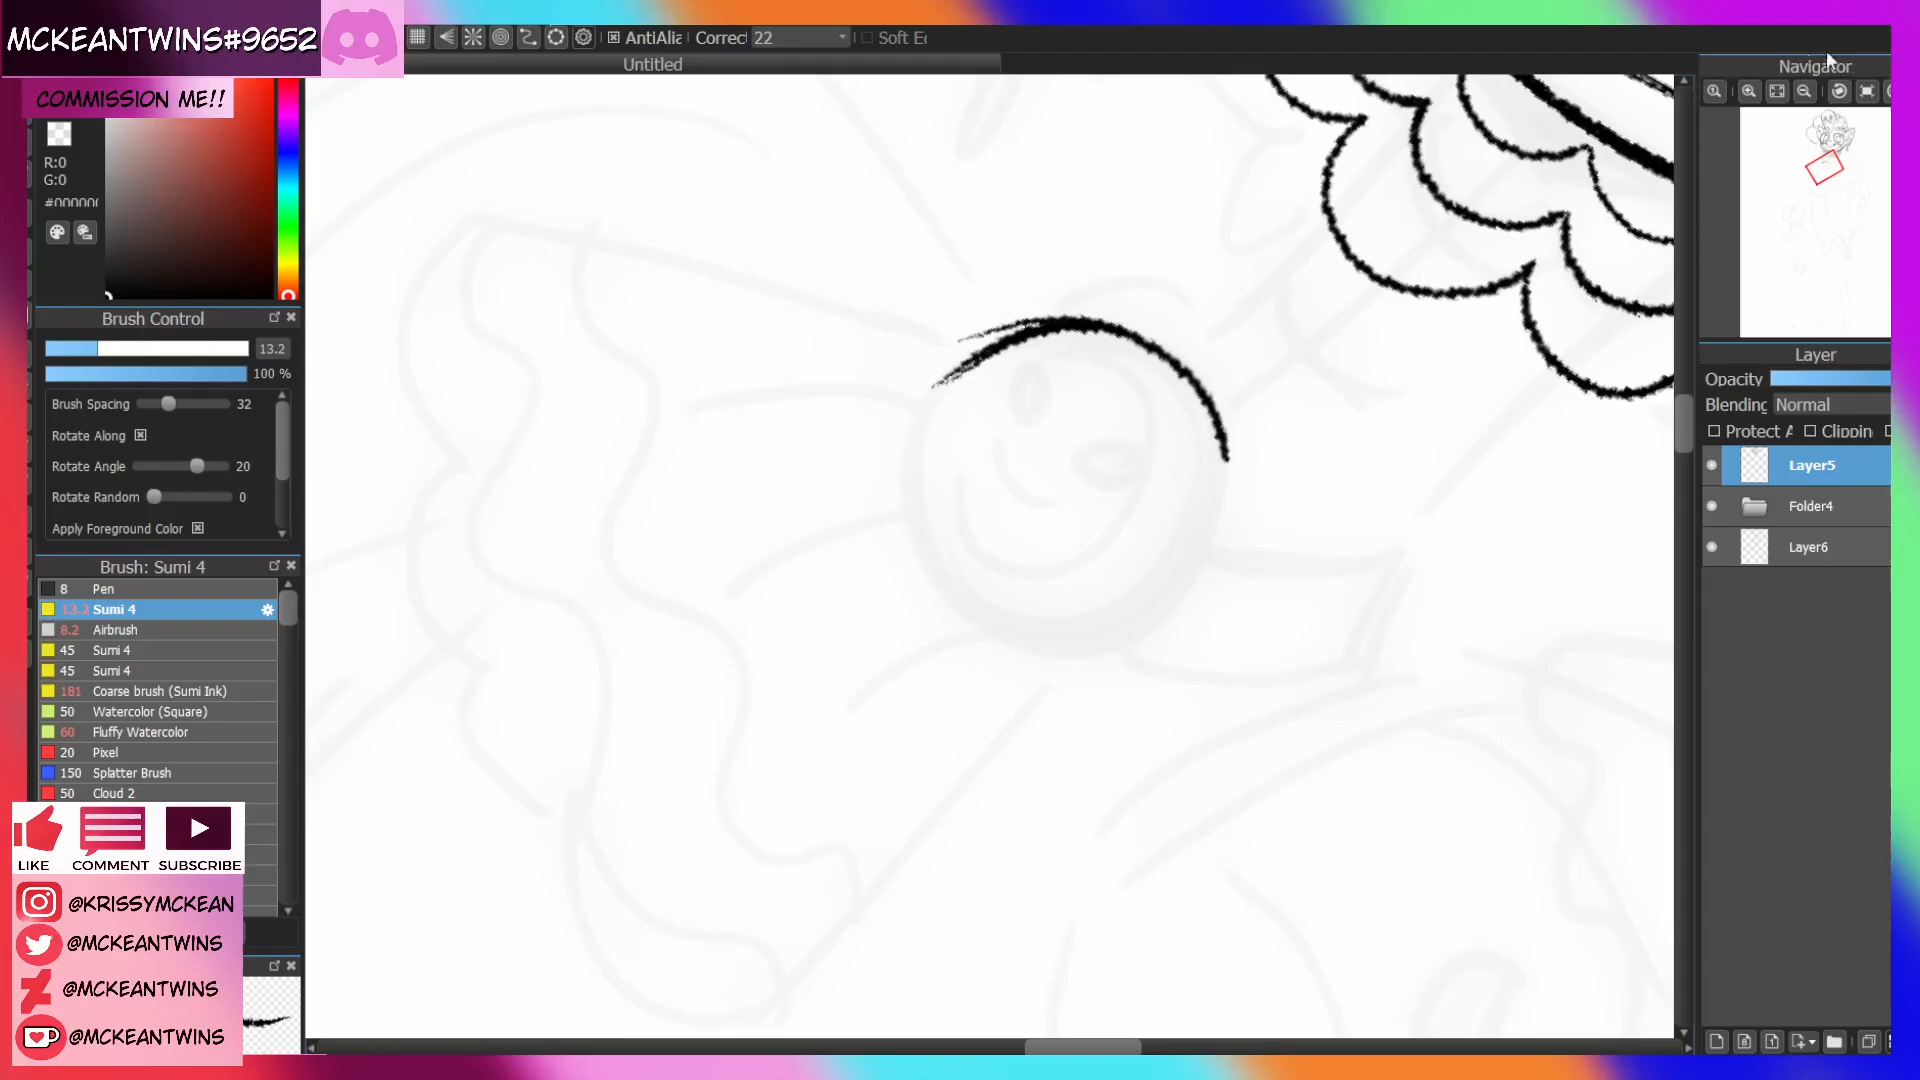 MCKEANTWINS#9652
COMMISSION ME!!
AntiAlia
Correct
22
Soft E
Untitled
Navigator
R:0
G:0
#000000
Brush Control
13.2
100 %
Brush Spacing
32
Rotate Along
Rotate Angle
20
Rotate Random
0
Apply Foreground Color
Brush: Sumi 4
8 Pen
13.2 Sumi 4
8.2 Airbrush
45 Sumi 4
45 Sumi 4
181 Coarse brush (Sumi Ink)
50 Watercolor (Square)
60 Fluffy Watercolor
20 Pixel
150 Splatter Brush
50 Cloud 2
Layer
Opacity
Blending Normal
Protect A
Clippin
Layer5
Folder4
Layer6
LIKE
COMMENT
SUBSCRIBE
@KRISSYMCKEAN
@MCKEANTWINS
@MCKEANTWINS
@MCKEANTWINS